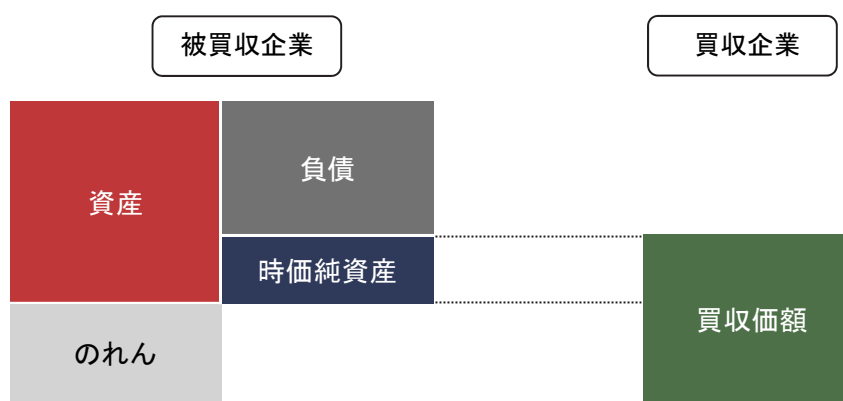 被買収企業
買収企業
資産
負債
時価純資産
のれん
買収価額